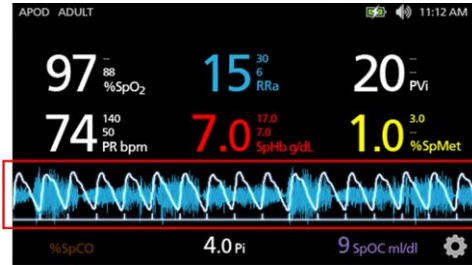 APOD ADULT 11:12 AM
97 -- 88 %SpO₂ 15 30 6 RRa 20 -- -- PVi
74 140 50 PR bpm 7.0 17.0 7.0 SpHb g/dL 1.0 3.0 -- %SpMet
%SpCO 4.0 Pi 9 SpOC ml/dl